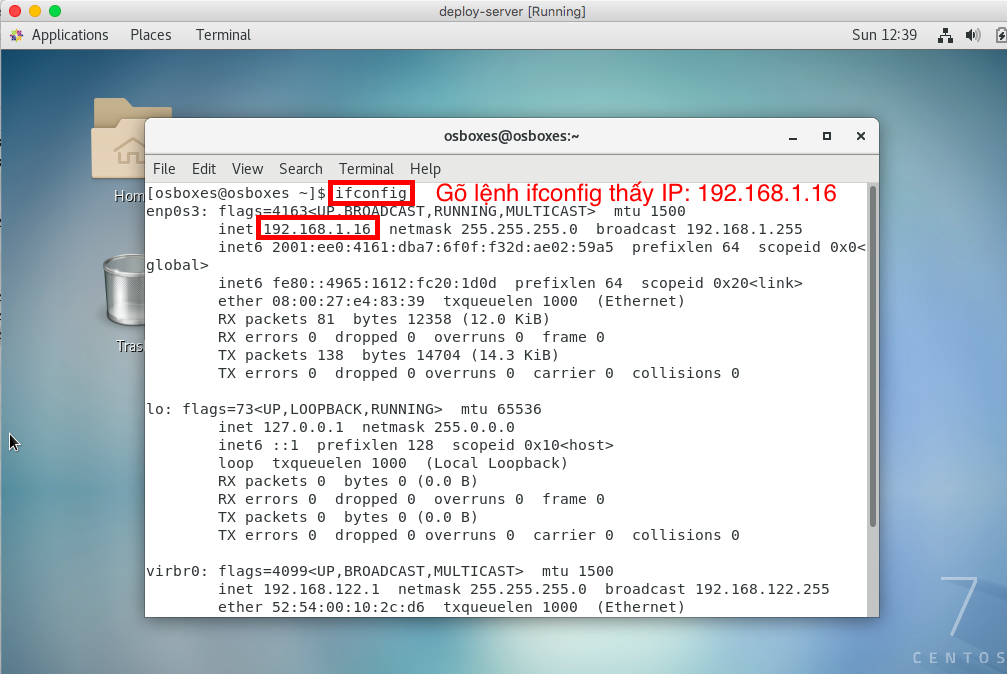 deploy-server [Running]
Applications Places Terminal Sun 12:39
Home
Tras
osboxes@osboxes:~
File Edit View Search Terminal Help
[osboxes@osboxes ~]$ ifconfig
Gõ lệnh ifconfig thấy IP: 192.168.1.16
enp0s3: flags=4163<UP,BROADCAST,RUNNING,MULTICAST>  mtu 1500
        inet 192.168.1.16  netmask 255.255.255.0  broadcast 192.168.1.255
        inet6 2001:ee0:4161:dba7:6f0f:f32d:ae02:59a5  prefixlen 64  scopeid 0x0<
global>
        inet6 fe80::4965:1612:fc20:1d0d  prefixlen 64  scopeid 0x20<link>
        ether 08:00:27:e4:83:39  txqueuelen 1000  (Ethernet)
        RX packets 81  bytes 12358 (12.0 KiB)
        RX errors 0  dropped 0  overruns 0  frame 0
        TX packets 138  bytes 14704 (14.3 KiB)
        TX errors 0  dropped 0 overruns 0  carrier 0  collisions 0
lo: flags=73<UP,LOOPBACK,RUNNING>  mtu 65536
        inet 127.0.0.1  netmask 255.0.0.0
        inet6 ::1  prefixlen 128  scopeid 0x10<host>
        loop  txqueuelen 1000  (Local Loopback)
        RX packets 0  bytes 0 (0.0 B)
        RX errors 0  dropped 0  overruns 0  frame 0
        TX packets 0  bytes 0 (0.0 B)
        TX errors 0  dropped 0 overruns 0  carrier 0  collisions 0
virbr0: flags=4099<UP,BROADCAST,MULTICAST>  mtu 1500
        inet 192.168.122.1  netmask 255.255.255.0  broadcast 192.168.122.255
        ether 52:54:00:10:2c:d6  txqueuelen 1000  (Ethernet)
7
CENTOS